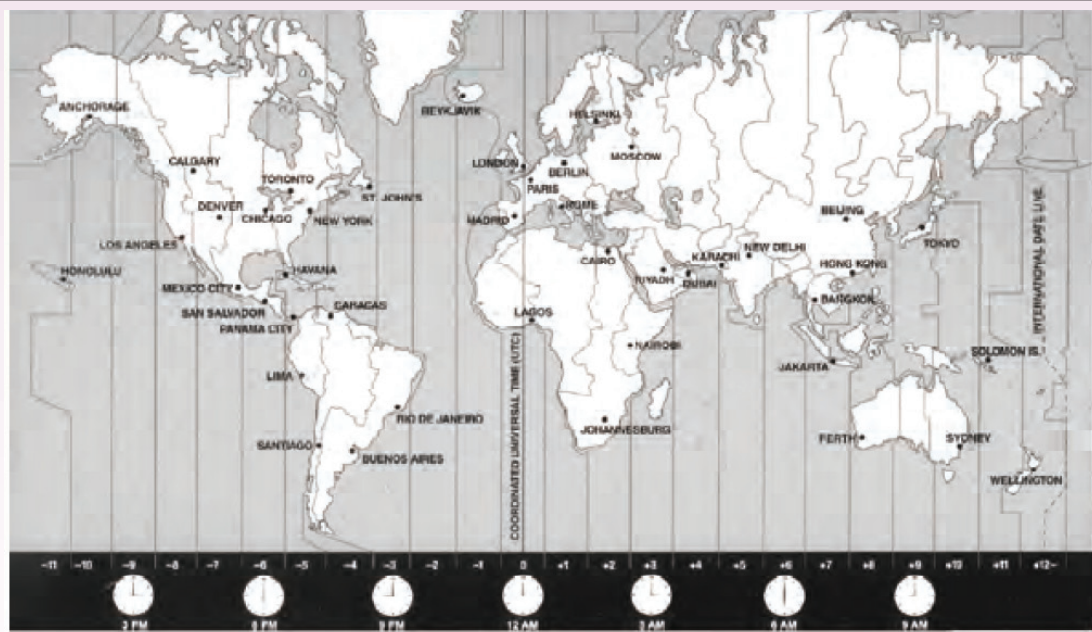 ANCHORAGE
REYKJAVIK
HELSINKI
MOSCOW
LONDON
BERLIN
CALGARY
PARIS
TORONTO
ST. JOHN'S
ROME
DENVER
CHICAGO
NEW YORK
MADRID
BEIJING
TOKYO
LOS ANGELES
CAIRO
KARACHI
NEW DELHI
HONOLULU
HAVANA
RIYADH
DUBAI
HONG KONG
MEXICO CITY
BANGKOK
SAN SALVADOR
CARACAS
PANAMA CITY
LAGOS
NAIROBI
SOLOMON IS.
JAKARTA
LIMA
RIO DE JANEIRO
JOHANNESBURG
PERTH
SYDNEY
SANTIAGO
BUENOS AIRES
WELLINGTON
COORDINATED UNIVERSAL TIME (UTC)
INTERNATIONAL DATE LINE
-11 -10 -9 -8 -7 -6 -5 -4 -3 -2 -1 0 +1 +2 +3 +4 +5 +6 +7 +8 +9 +10 +11 +12-
3 PM 6 PM 9 PM 12 AM 3 AM 6 AM 9 AM